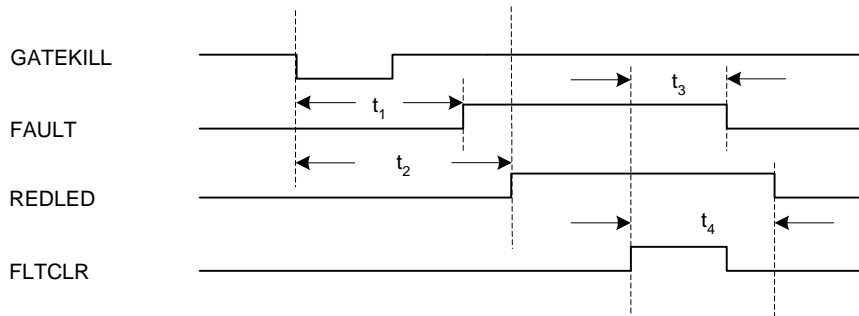 GATEKILL
t3
t1
FAULT
t2
REDLED
t4
FLTCLR